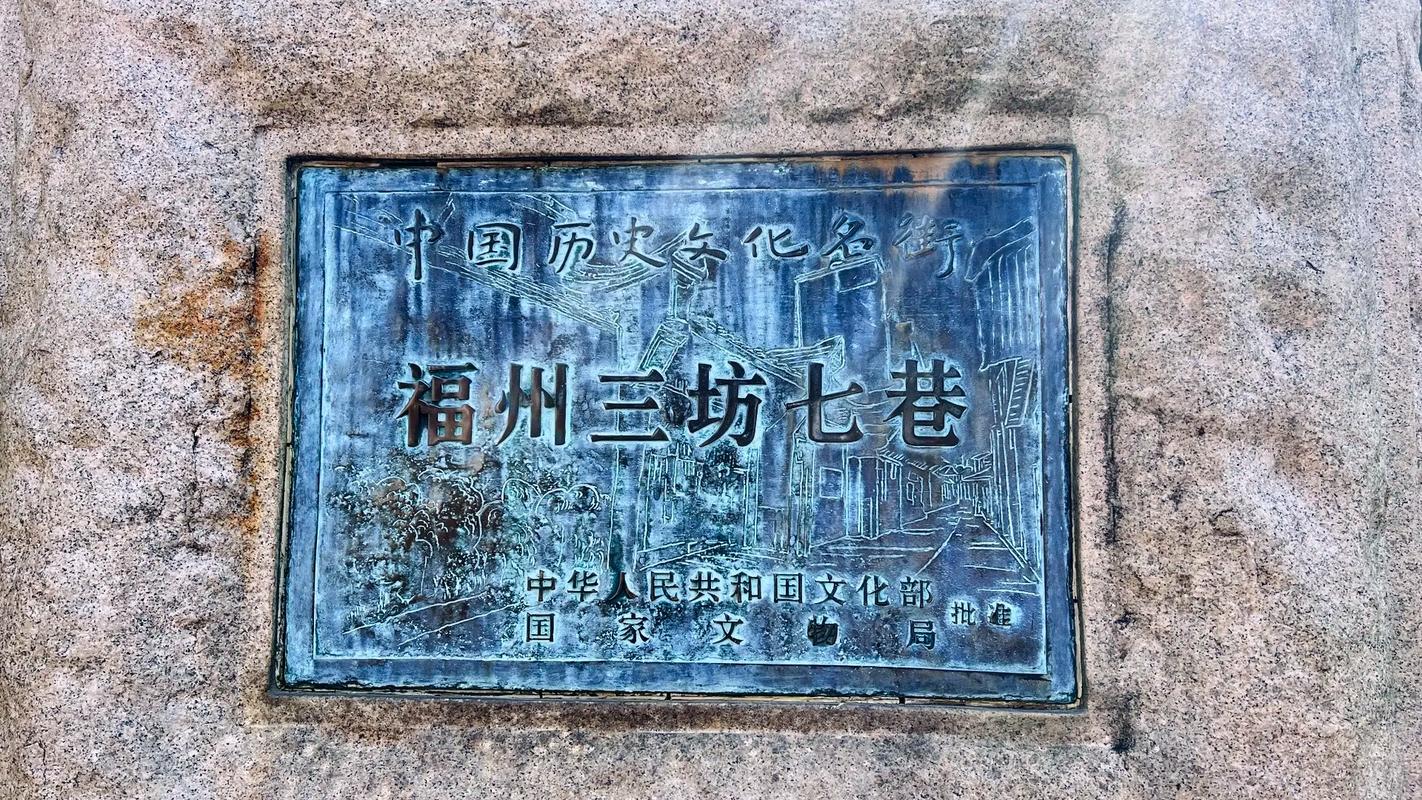 中国历史文化名街
福州三坊七巷
中华人民共和国文化部
国家文物局
批准